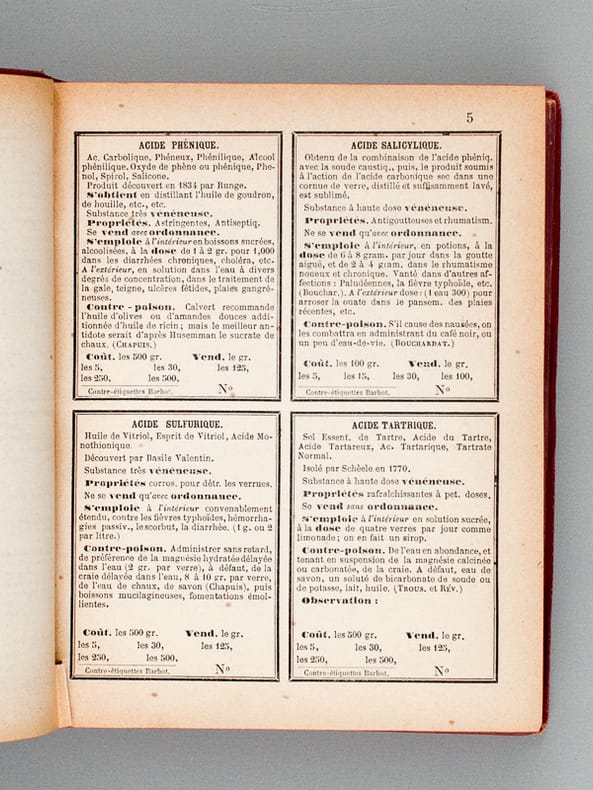 5
ACIDE PHÉNIQUE.
Ac. Carbolique, Phéneux, Phénilique, Alcool
phénilique. Oxyde de phène ou phénique, Phe-
nol, Spirol, Salicone.
Produit découvert en 1834 par Runge.
S'obtient en distillant l'huile de goudron,
de houille, etc., etc.
Substance très vénéneuse.
Propriétés. Astringentes, Antiseptiq.
Se vend avec ordonnance.
S'emploie à l'intérieur en boissons sucrées,
alcoolisées, à la dose de 1 à 2 gr. pour 1,000
dans les diarrhées chroniques, choléra, etc.
A l'extérieur, en solution dans l'eau à divers
degrés de concentration, dans le traitement de
la gale, teigne, ulcères fétides, plaies gangré-
neuses.
Contre-poison. Calvert recommande
l'huile d'olives ou d'amandes douces addi-
tionnée d'huile de ricin; mais le meilleur an-
tidote serait d'après Husemman le sucrate de
chaux. (CHAPUIS.)
Coût. les 500 gr. Vend. le gr.
les 5, les 30, les 125,
les 250, les 500,
Contre-étiquettes Barbot. No
ACIDE SALICYLIQUE.
Obtenu de la combinaison de l'acide phéniq.
avec la soude caustiq., puis, le produit soumis
à l'action de l'acide carbonique sec dans une
cornue de verre, distillé et suffisamment lavé,
est sublimé.
Substance à haute dose vénéneuse.
Propriétés. Antigoutteuses et rhumatism.
Ne se vend qu'avec ordonnance.
S'emploie à l'intérieur, en potions, à la
dose de 6 à 8 gram. par jour dans la goutte
aiguë, et de 2 à 4 gram. dans le rhumatisme
noueux et chronique. Vanté dans d'autres af-
fections: Paludéennes, la fièvre typhoïde, etc.
(Bouchar.). A l'extérieur dose: (1 eau 300) pour
arroser la ouate dans le pansem. des plaies
récentes, etc.
Contre-poison. S'il cause des nausées, on
les combattra en administrant du café noir, ou
un peu d'eau-de-vie. (BOUCHARDAT.)
Coût. les 100 gr. Vend. le gr.
les 5, les 15, les 30, les 100,
Contre-étiquettes Barbot. No
ACIDE SULFURIQUE.
Huile de Vitriol, Esprit de Vitriol, Acide Mo-
nothionique.
Découvert par Basile Valentin.
Substance très vénéneuse.
Propriétés corros. pour détr. les verrues.
Ne se vend qu'avec ordonnance.
S'emploie à l'intérieur convenablement
étendu, contre les fièvres typhoïdes, hémorrha-
gies passiv., le scorbut, la diarrhée. (1 g. ou 2
par litre.)
Contre-poison. Administrer sans retard,
de préférence de la magnésie hydratée délayée
dans l'eau (2 gr. par verre), à défaut, de la
craie délayée dans l'eau, 8 à 10 gr. par verre,
de l'eau de chaux, de savon (Chapuis), puis
boissons mucilagineuses, fomentations émol-
lientes.
Coût. les 500 gr. Vend. le gr.
les 5, les 30, les 125,
les 250, les 500,
Contre-étiquettes Barbot. No
ACIDE TARTRIQUE.
Sel Essent. de Tartre, Acide du Tartre,
Acide Tartareux, Ac. Tartarique, Tartrate
Normal.
Isolé par Schèele en 1770.
Substance à haute dose vénéneuse.
Propriétés rafraîchissantes à pet. doses.
Se vend sans ordonnance.
S'emploie à l'intérieur en solution sucrée,
à la dose de quatre verres par jour comme
limonade; on en fait un sirop.
Contre-poison. De l'eau en abondance, et
tenant en suspension de la magnésie calcinée
ou carbonatée, de la craie. A défaut, eau de
savon, un soluté de bicarbonate de soude ou
de potasse, lait, huile. (TROUS. et RÉV.)
Observation:
Coût. les 500 gr. Vend. le gr.
les 5, les 30, les 125,
les 250, les 500,
Contre-étiquettes Barbot. No